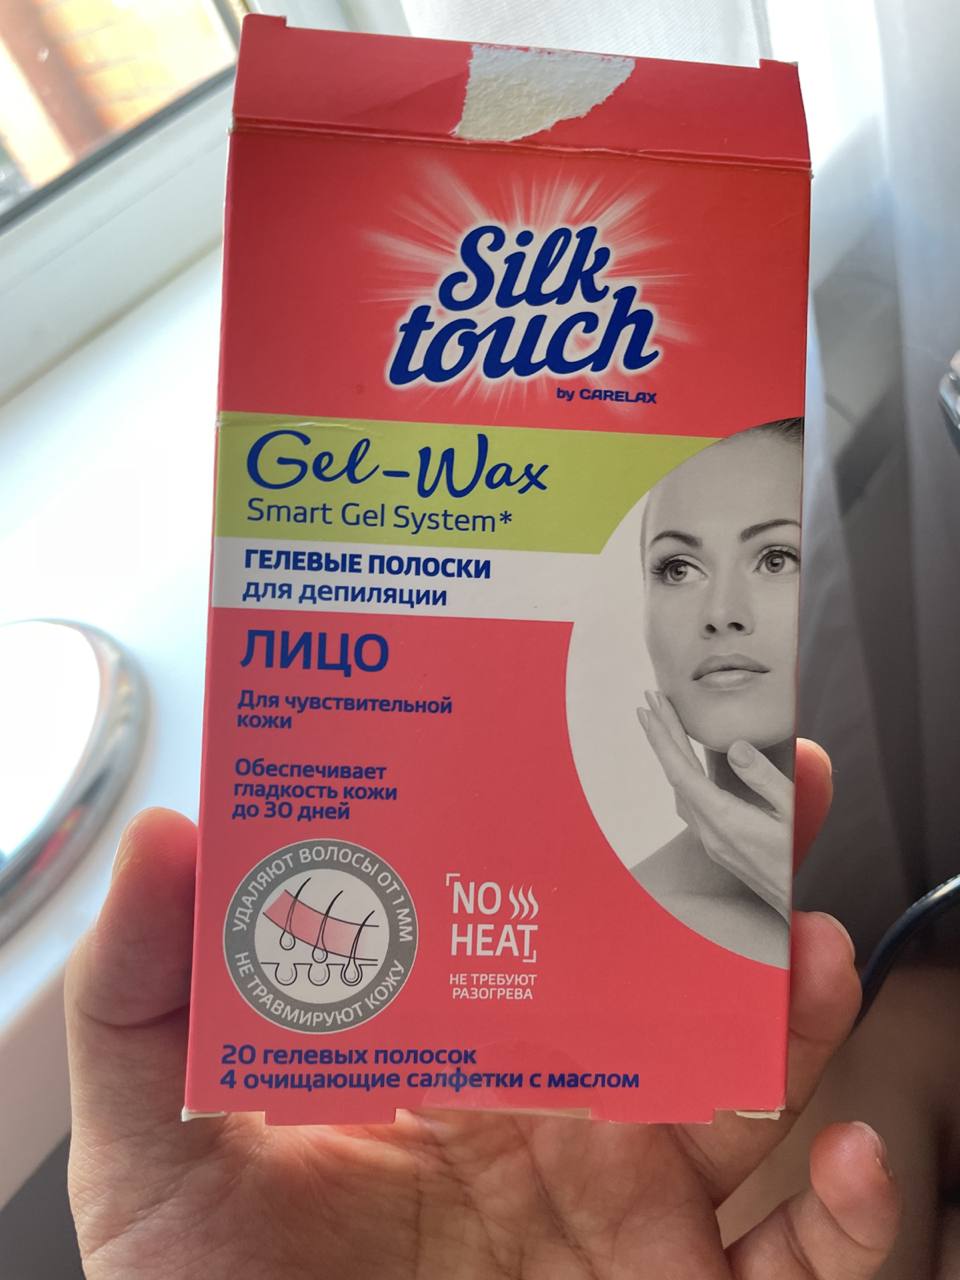 Silk
touch
by CARELAX
Gel-Wax
Smart Gel System*
ГЕЛЕВЫЕ ПОЛОСКИ
для депиляции
ЛИЦО
Для чувствительной
кожи
Обеспечивает
гладкость кожи
до 30 дней
УДАЛЯЮТ ВОЛОСЫ ОТ 1 ММ
НЕ ТРАВМИРУЮТ КОЖУ
NO
HEAT
НЕ ТРЕБУЮТ
РАЗОГРЕВА
20 гелевых полосок
4 очищающие салфетки с маслом